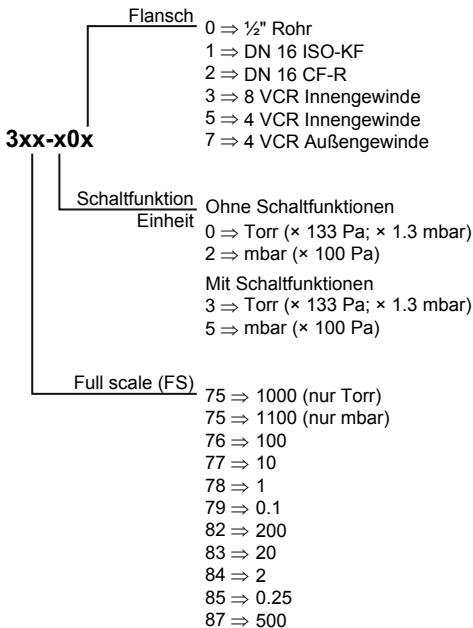 Flansch
0 ⇒ ½" Rohr
1 ⇒ DN 16 ISO-KF
2 ⇒ DN 16 CF-R
3 ⇒ 8 VCR Innengewinde
5 ⇒ 4 VCR Innengewinde
7 ⇒ 4 VCR Außengewinde
3xx-x0x
Schaltfunktion
Einheit
Ohne Schaltfunktionen
0 ⇒ Torr (× 133 Pa; × 1.3 mbar)
2 ⇒ mbar (× 100 Pa)
Mit Schaltfunktionen
3 ⇒ Torr (× 133 Pa; × 1.3 mbar)
5 ⇒ mbar (× 100 Pa)
Full scale (FS)
75 ⇒ 1000 (nur Torr)
75 ⇒ 1100 (nur mbar)
76 ⇒ 100
77 ⇒ 10
78 ⇒ 1
79 ⇒ 0.1
82 ⇒ 200
83 ⇒ 20
84 ⇒ 2
85 ⇒ 0.25
87 ⇒ 500